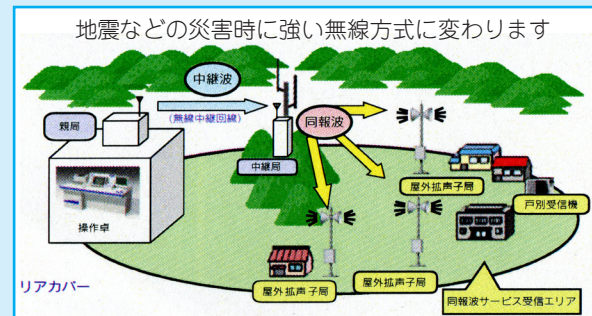 地震などの災害時に強い無線方式に変わります
中継波
(無線中継回線)
親局
同報波
中継局
操作卓
屋外拡声子局
戸別受信機
リアカバー
屋外拡声子局
屋外拡声子局
同報波サービス受信エリア